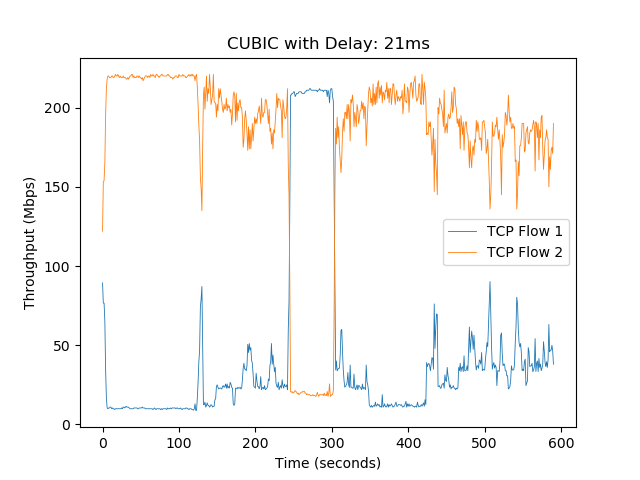 CUBIC with Delay: 21ms
Throughput (Mbps)
200
150
100
50
0
TCP Flow 1
TCP Flow 2
0 100 200 300 400 500 600
Time (seconds)